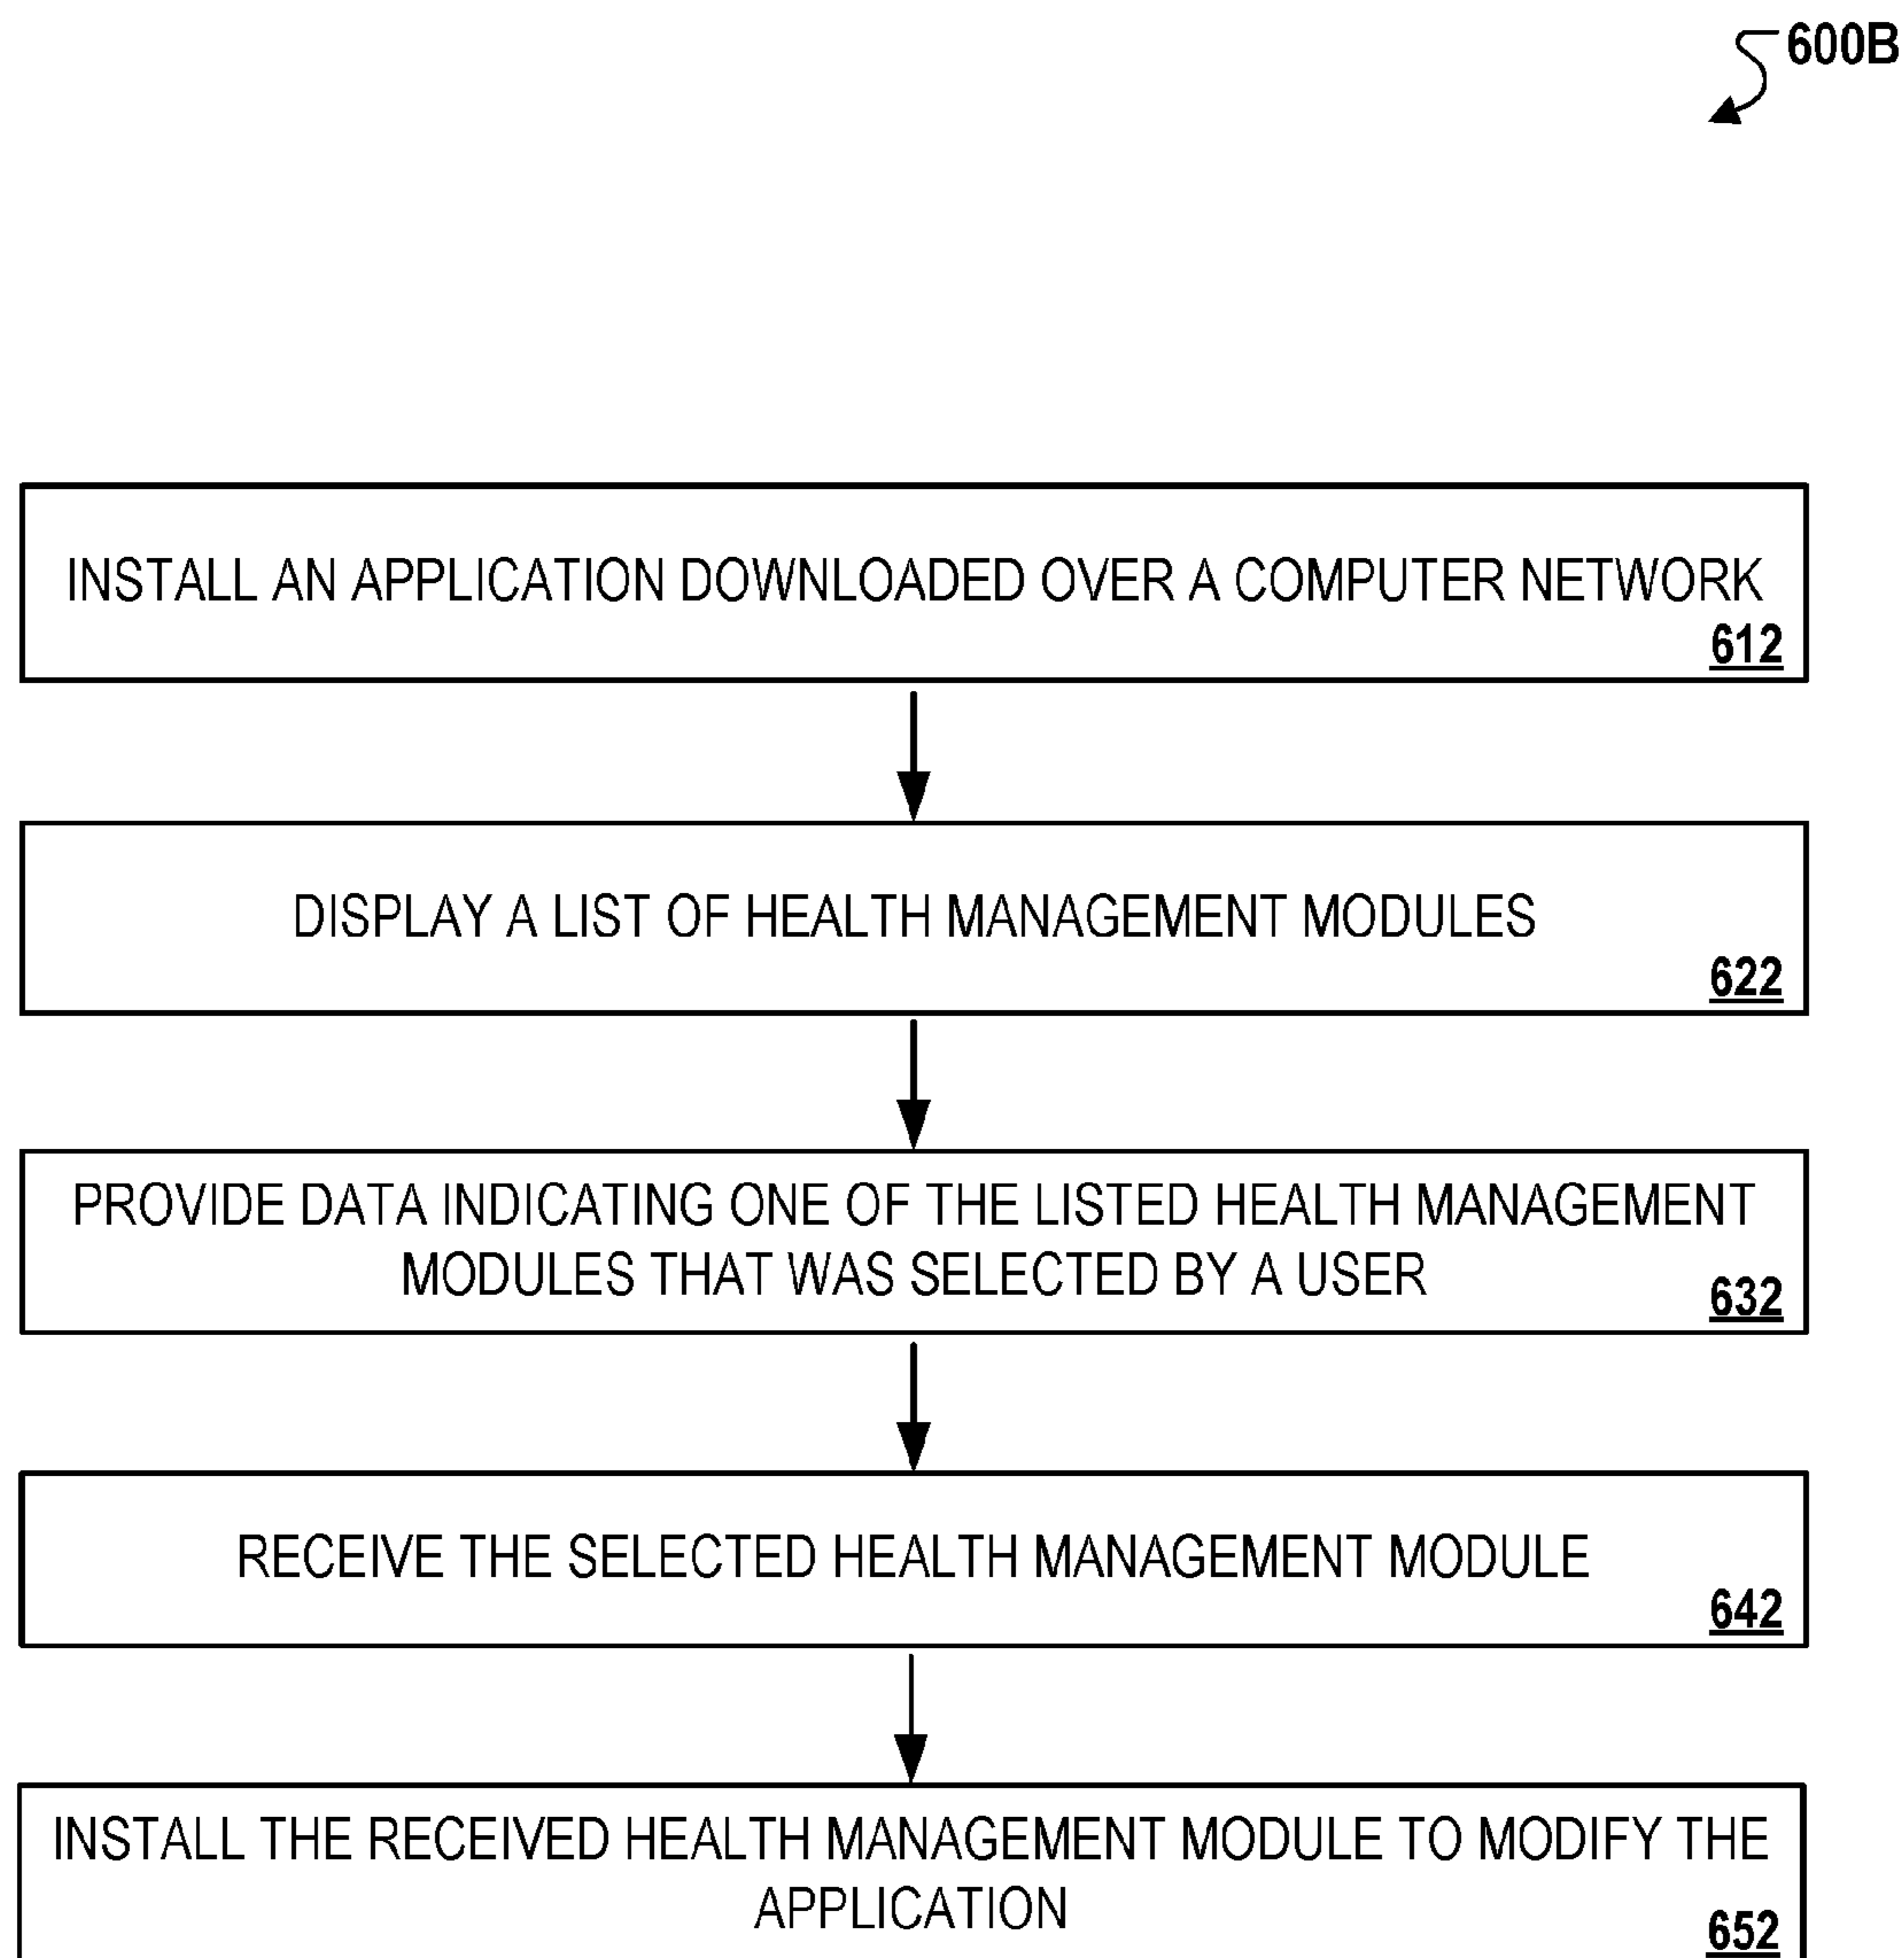 600B
INSTALL AN APPLICATION DOWNLOADED OVER A COMPUTER NETWORK
612
DISPLAY A LIST OF HEALTH MANAGEMENT MODULES
622
PROVIDE DATA INDICATING ONE OF THE LISTED HEALTH MANAGEMENT
MODULES THAT WAS SELECTED BY A USER
632
RECEIVE THE SELECTED HEALTH MANAGEMENT MODULE
642
INSTALL THE RECEIVED HEALTH MANAGEMENT MODULE TO MODIFY THE
APPLICATION
652